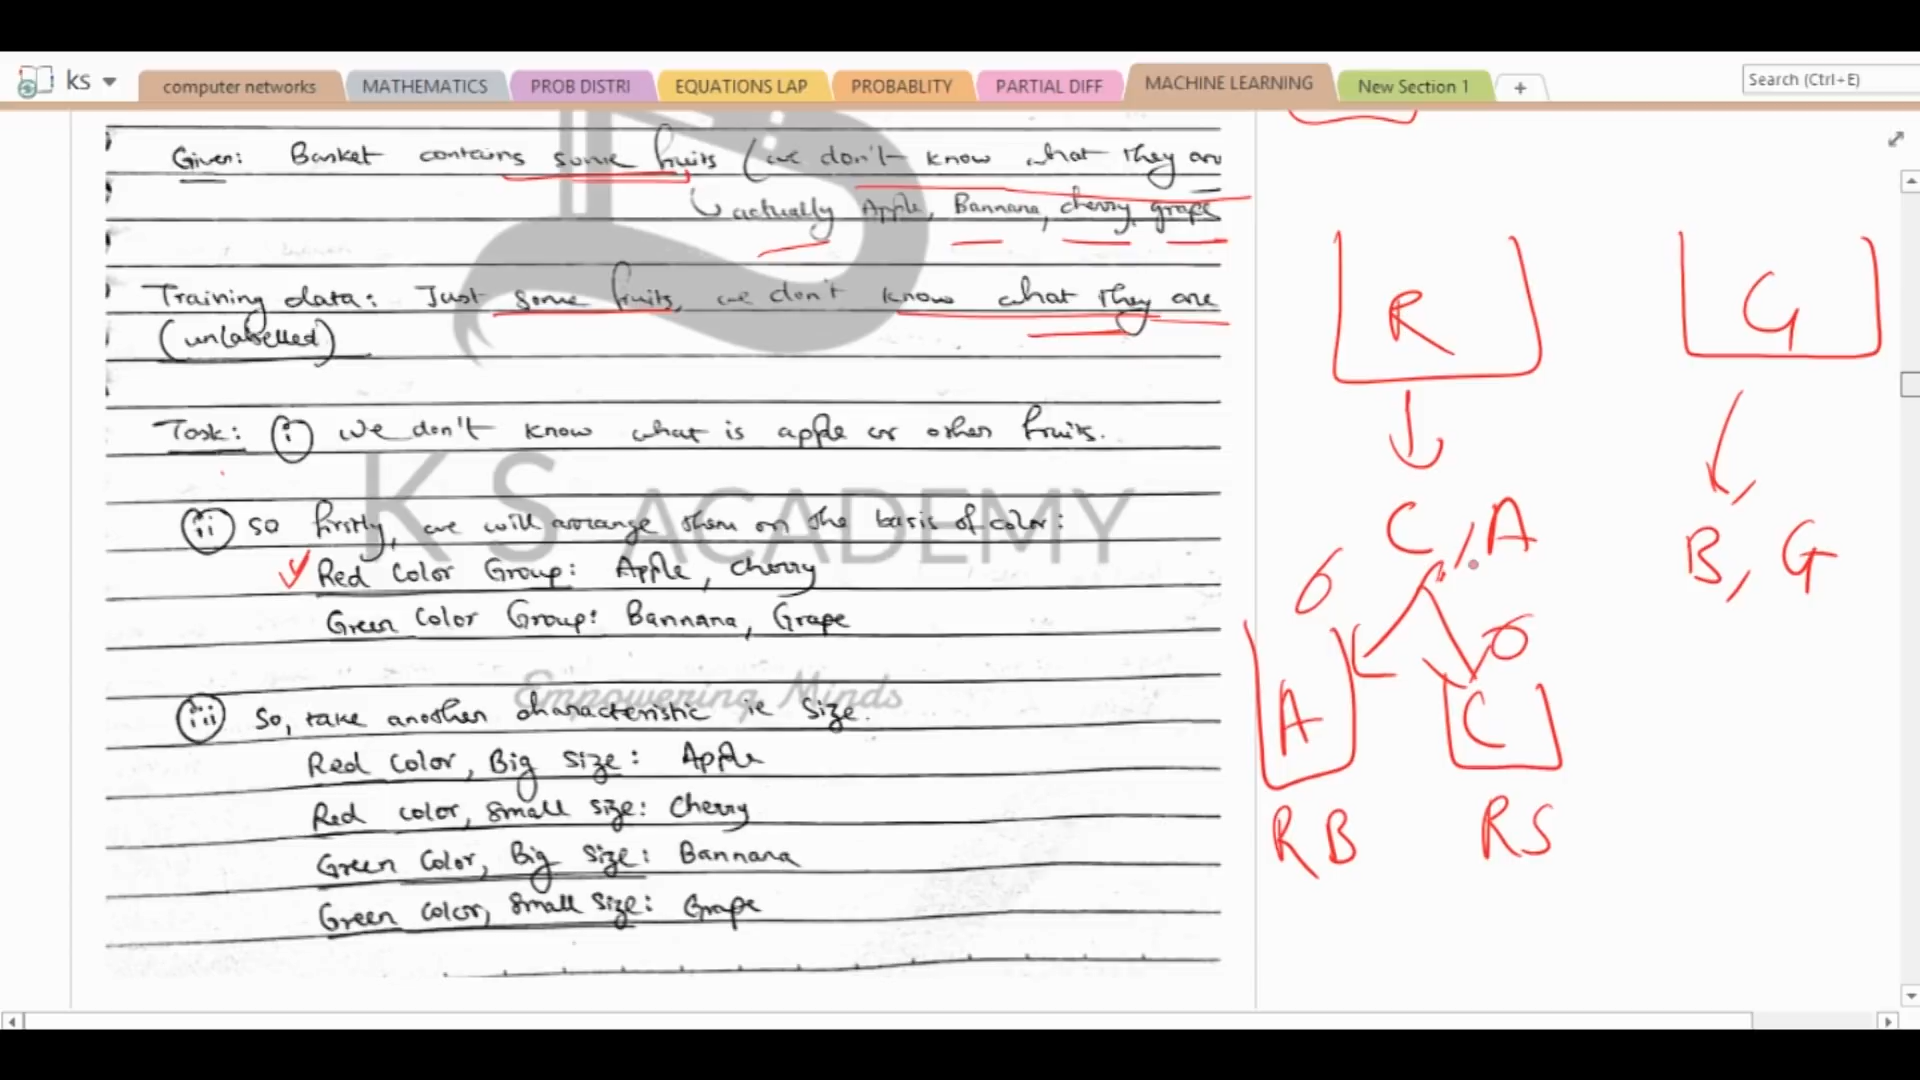 ks
computer networks MATHEMATICS PROB DISTRI EQUATIONS LAP PROBABLITY PARTIAL DIFF MACHINE LEARNING New Section 1 +
Search (Ctrl+E)
Given: Basket contains some fruits (we don't know what they are
actually Apple, Bannana, cherry, grapes
Training data: Just some fruits, we don't know what they are
(unlabelled)
Task: (i) we don't know what is apple or other fruits.
(ii) so firstly, we will arrange them on the basis of color:
Red Color Group: Apple, cherry
Green Color Group: Bannana, Grape
(iii) So, take another characteristic ie size.
Red color, Big size: Apple
Red color, small size: Cherry
Green Color, Big size: Bannana
Green Color, Small size: Grape
KS ACADEMY
Empowering Minds
R G
C, A
B, G
A C
RB RS